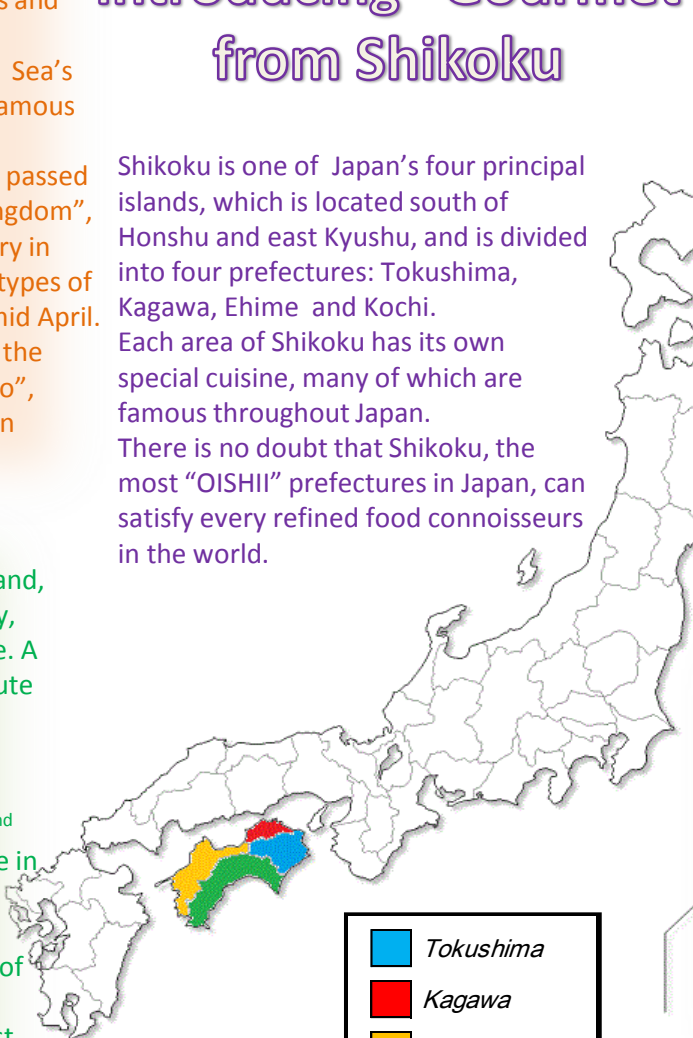 from Shikoku
s and
Sea's
amous
passed
ngdom",
ry in
types of
mid April.
the
o",
n
Shikoku is one of Japan's four principal
islands, which is located south of
Honshu and east Kyushu, and is divided
into four prefectures: Tokushima,
Kagawa, Ehime and Kochi.
Each area of Shikoku has its own
special cuisine, many of which are
famous throughout Japan.
There is no doubt that Shikoku, the
most "OISHII" prefectures in Japan, can
satisfy every refined food connoisseurs
in the world.
and,
y,
e. A
ute
nd
e in
of
Tokushima
Kagawa